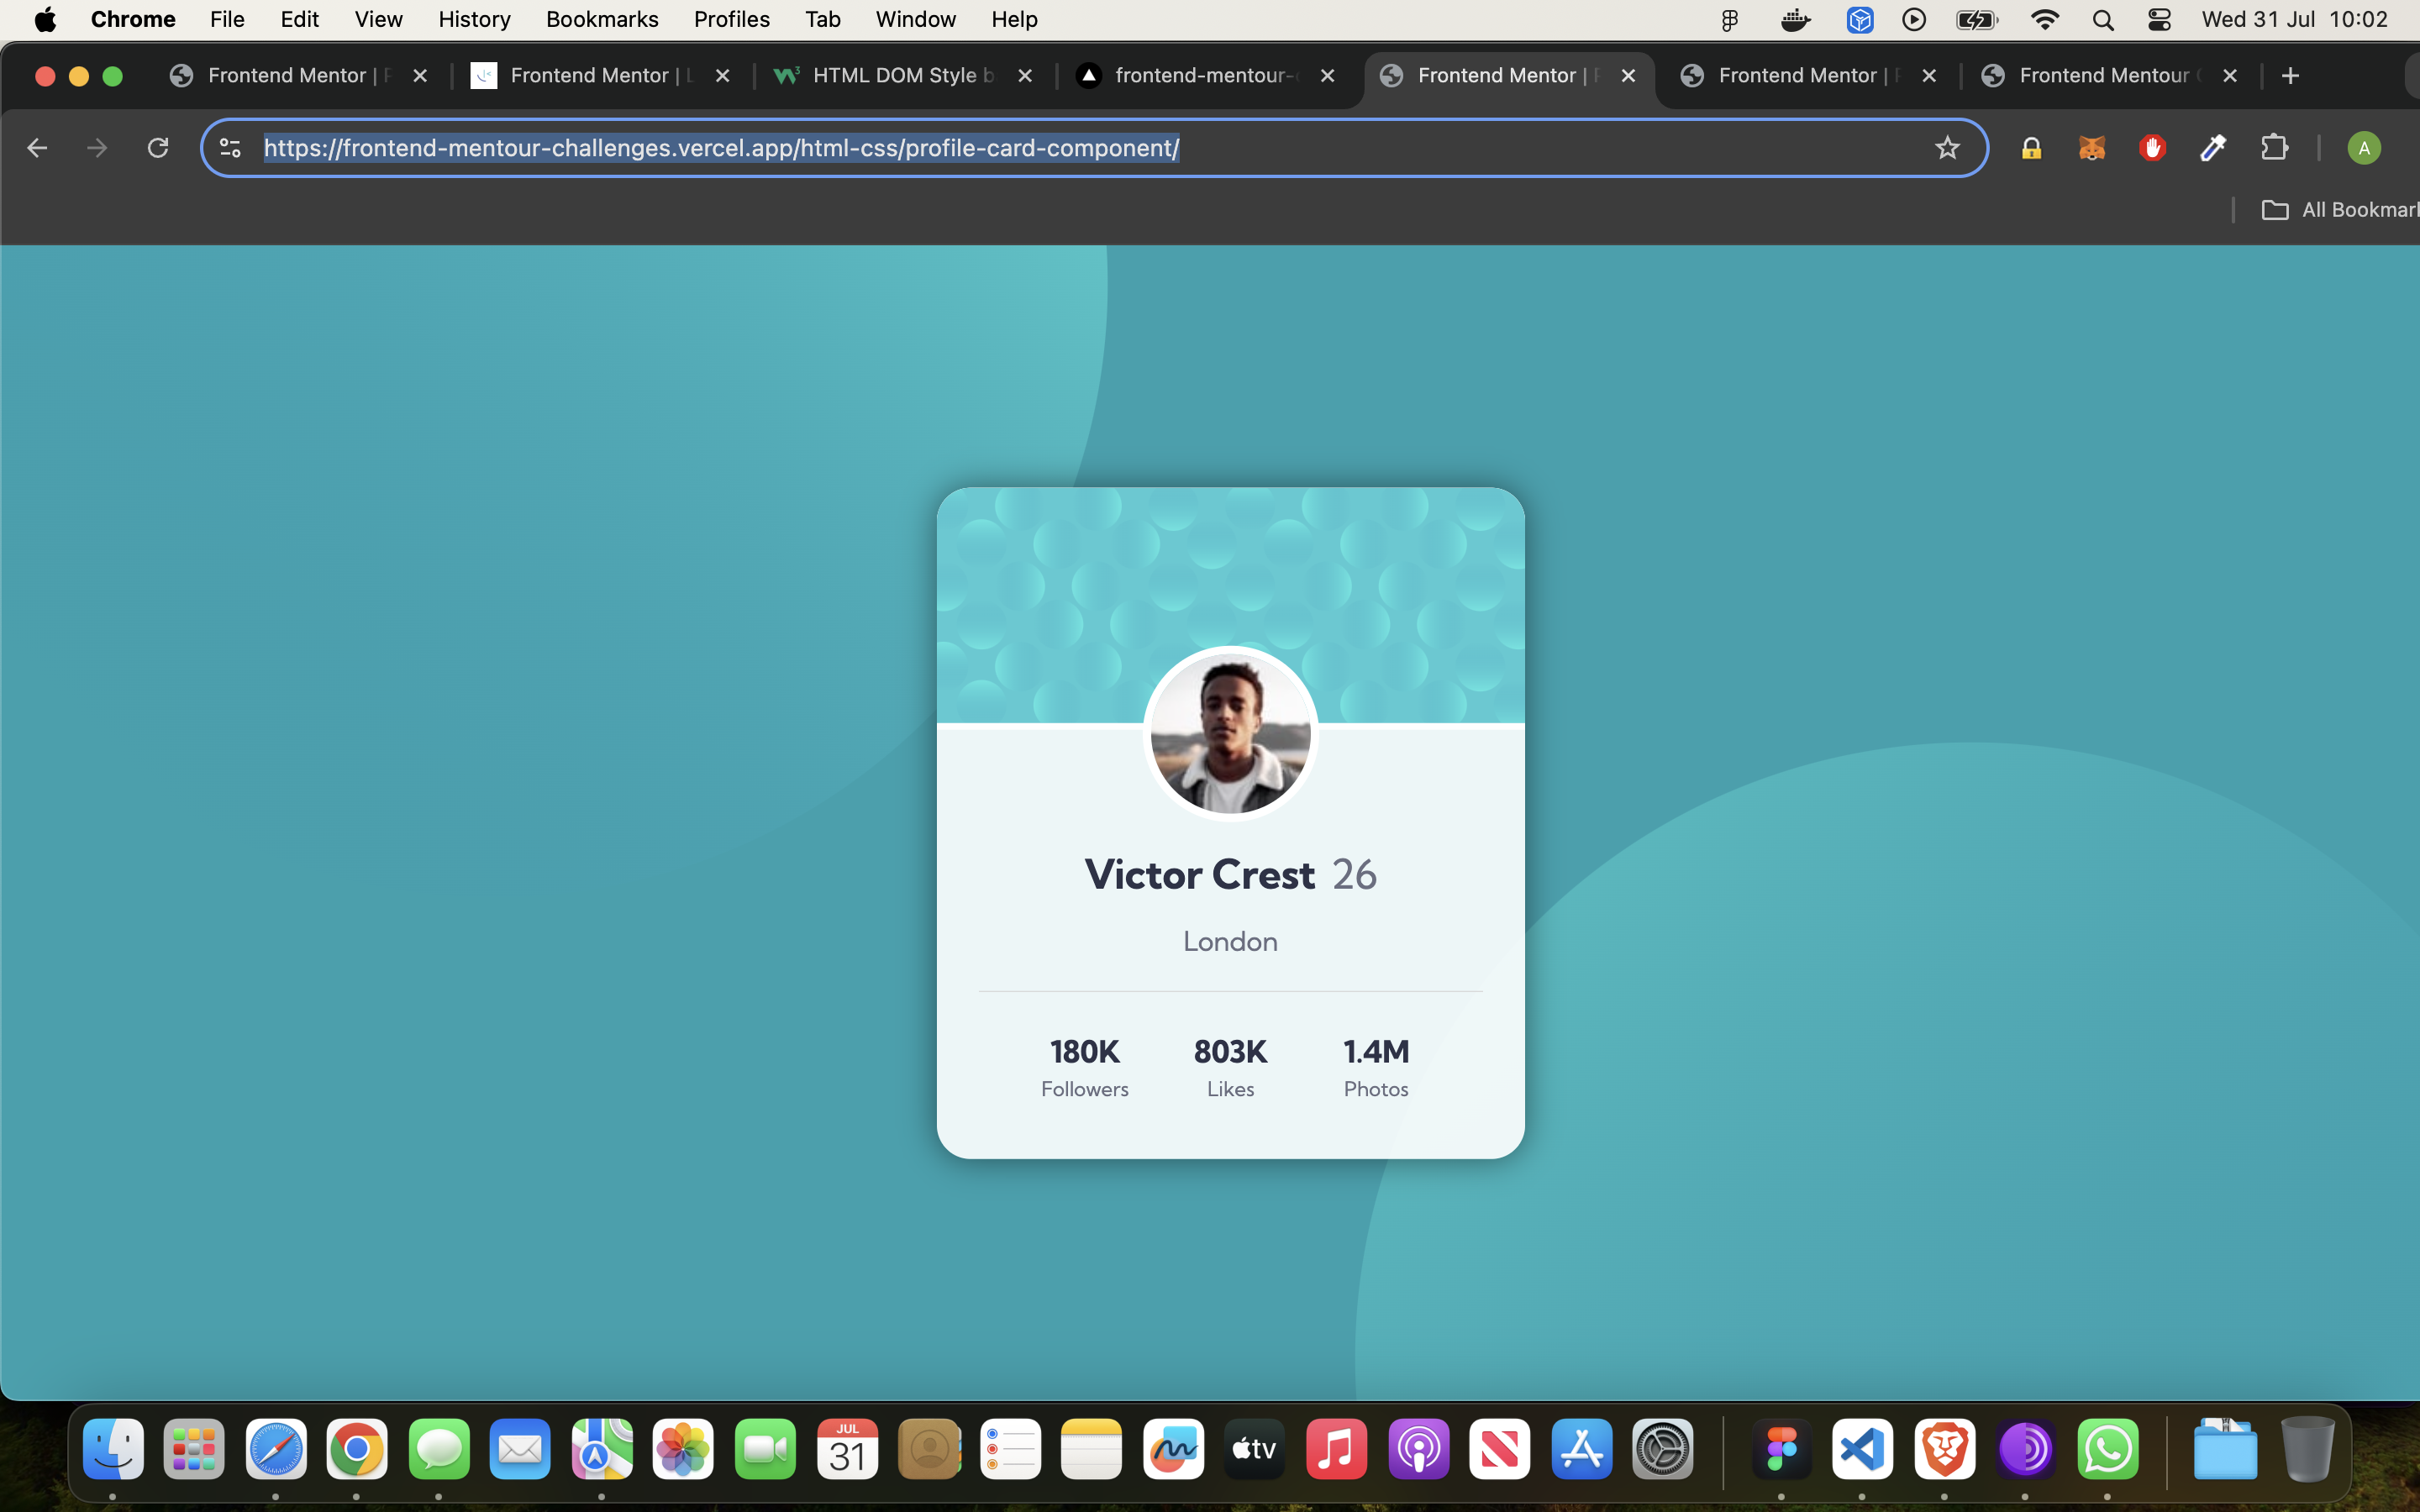 Chrome File Edit View History Bookmarks Profiles Tab Window Help Wed 31 Jul 10:02
Frontend Mentor | Frontend Mentor | HTML DOM Style frontend-mentour- Frontend Mentor | Frontend Mentor | Frontend Mentour
https://frontend-mentour-challenges.vercel.app/html-css/profile-card-component/ A
All Bookmark
Victor Crest 26
London
180K 803K 1.4M
Followers Likes Photos
JUL
31
tv